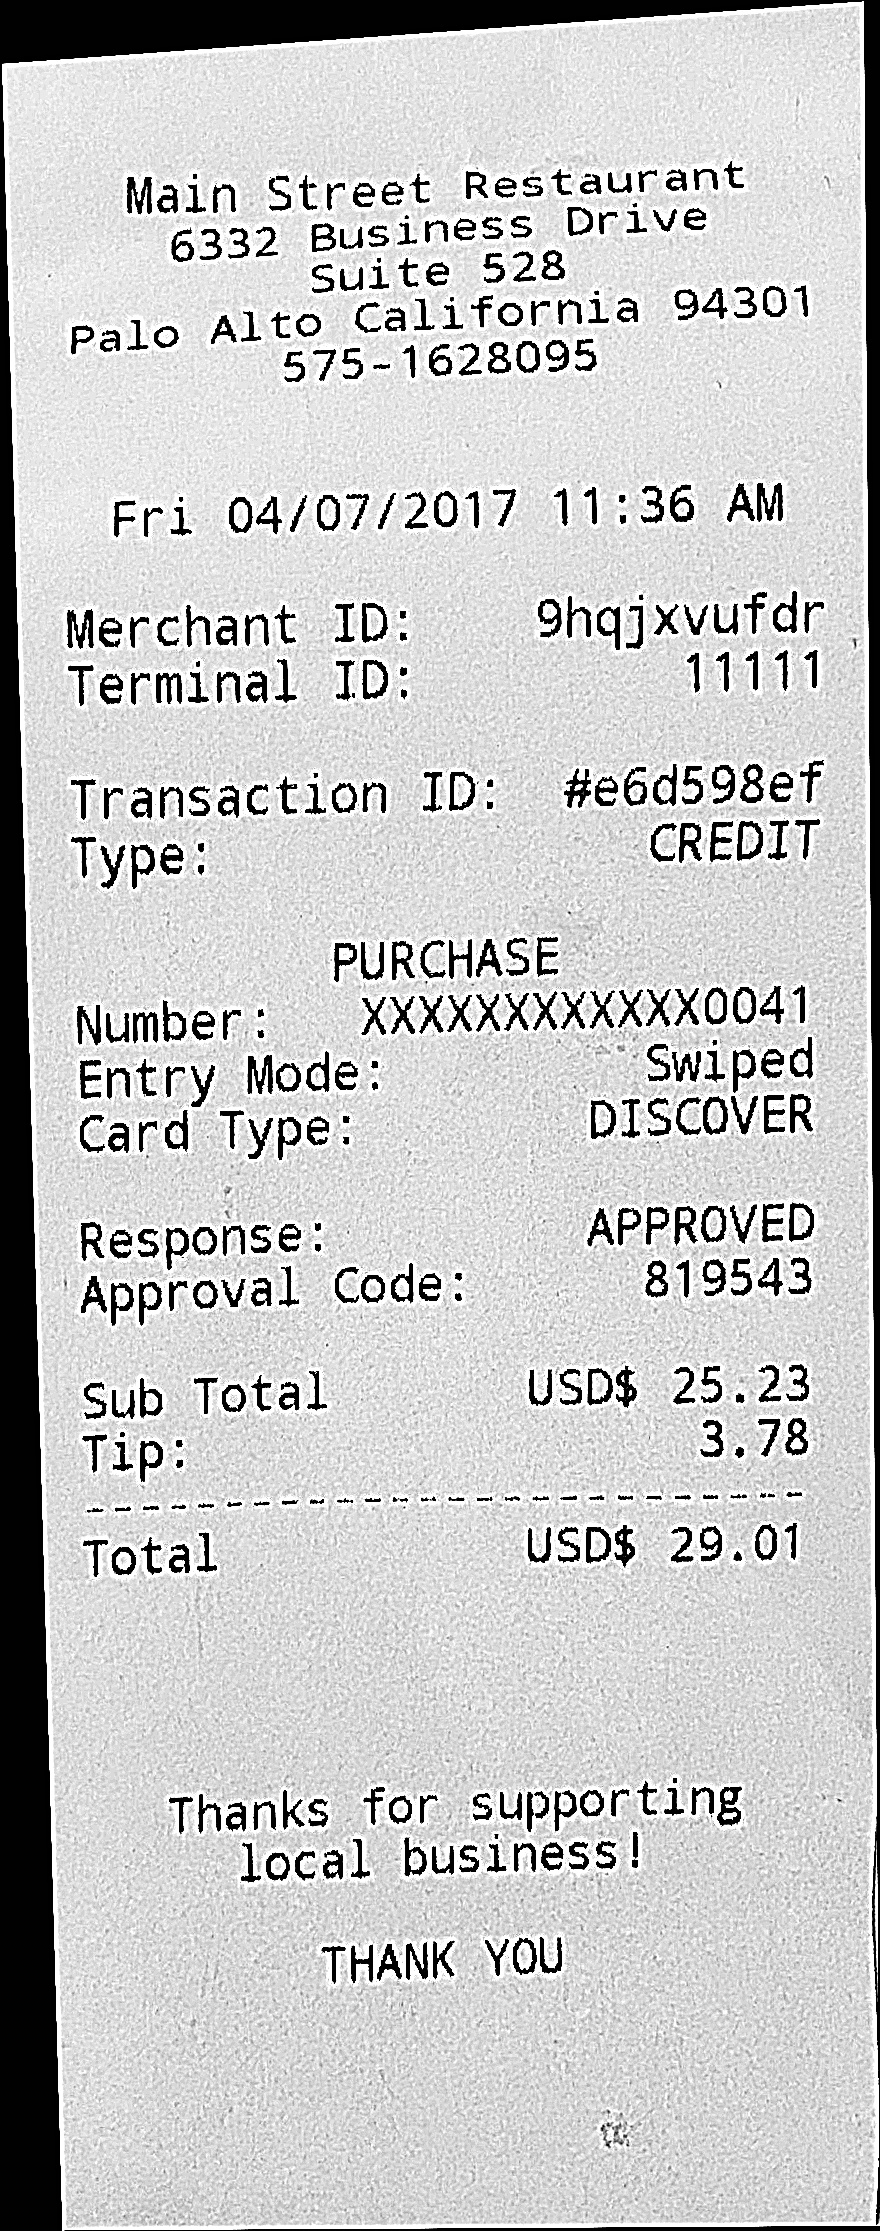 Main Street Restaurant
6332 Business Drive
Suite 528
Palo Alto California 94301
575-1628095
Fri 04/07/2017 11:36 AM
Merchant ID: 9hqjxvufdr
Terminal ID: 11111
Transaction ID: #e6d598ef
Type: CREDIT
PURCHASE
Number: XXXXXXXXXXXX0041
Entry Mode: Swiped
Card Type: DISCOVER
Response: APPROVED
Approval Code: 819543
Sub Total USD$ 25.23
Tip: 3.78
--------------------------
Total USD$ 29.01
Thanks for supporting
local business!
THANK YOU